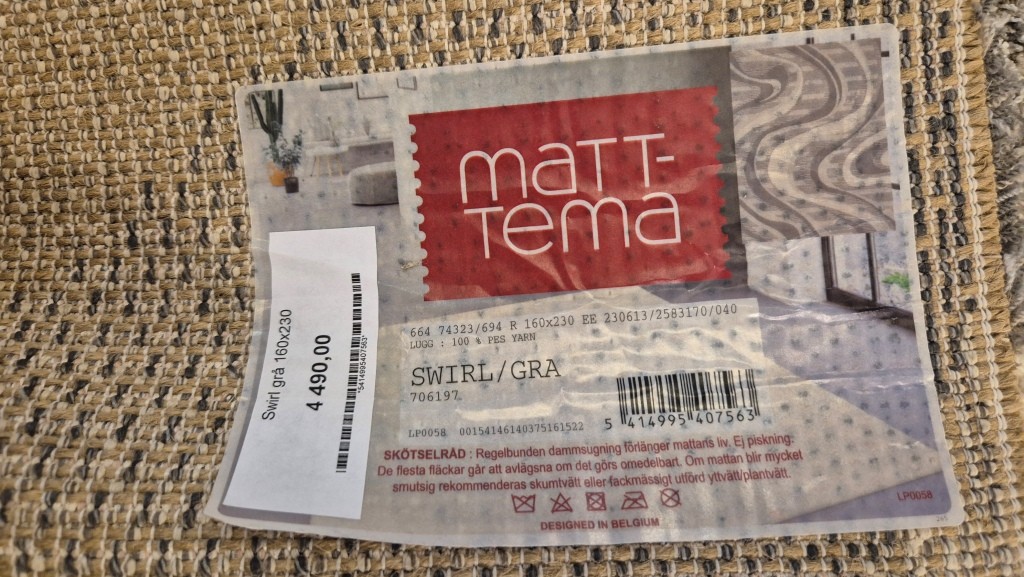 matt-
Tema
664 74323/694 R 160x230 EE 230613/2583170/040
LUGG : 100 % PES YARN
SWIRL/GRA
706197
LP0058 00154146140375161522
5 414995 407563
Swirl grå 160x230
4 490,00
*5414995407563*
SKÖTSELRÅD : Regelbunden dammsugning förlänger mattans liv. Ej piskning.
De flesta fläckar går att avlägsna om det görs omedelbart. Om mattan blir mycket
smutsig rekommenderas skumtvätt eller fackmässigt utförd ytvätt/plantvätt.
LP0058
DESIGNED IN BELGIUM